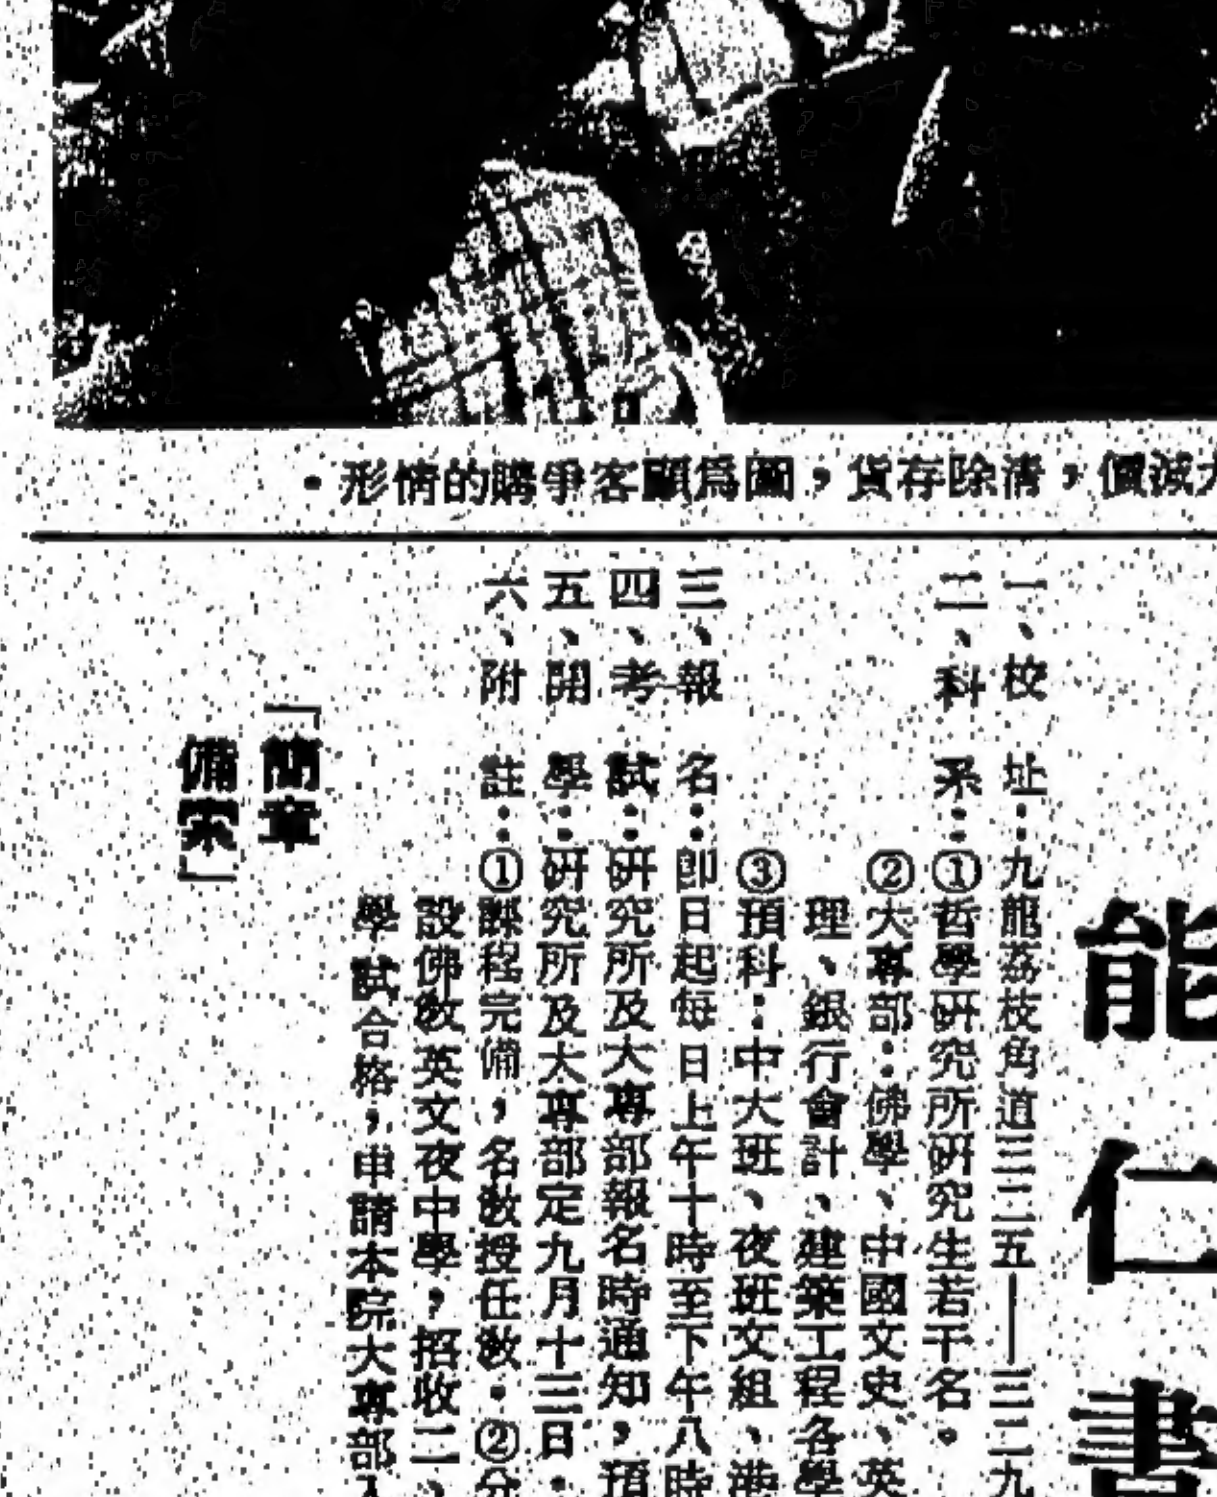 大減價，清除存貨，圖爲顧客爭購的情形．
能仁書
一、校　址：九龍荔枝角道三二五—三二九
二、科　系：①哲學研究所研究生若干名．
②大專部：佛學、中國文史、英
理、銀行會計、建築工程各學
③預科：中大班、夜班文組、港
三、報　名：即日起每日上午十時至下午八時
四、考　試：研究所及大專部報名時通知，預
五、開　學：研究所及大專部定九月十三日．
六、附　註：①課程完備，名教授任教．②分
設佛教英文夜中學，招收二、
學試合格，申請本院大專部入
「簡章
備索」